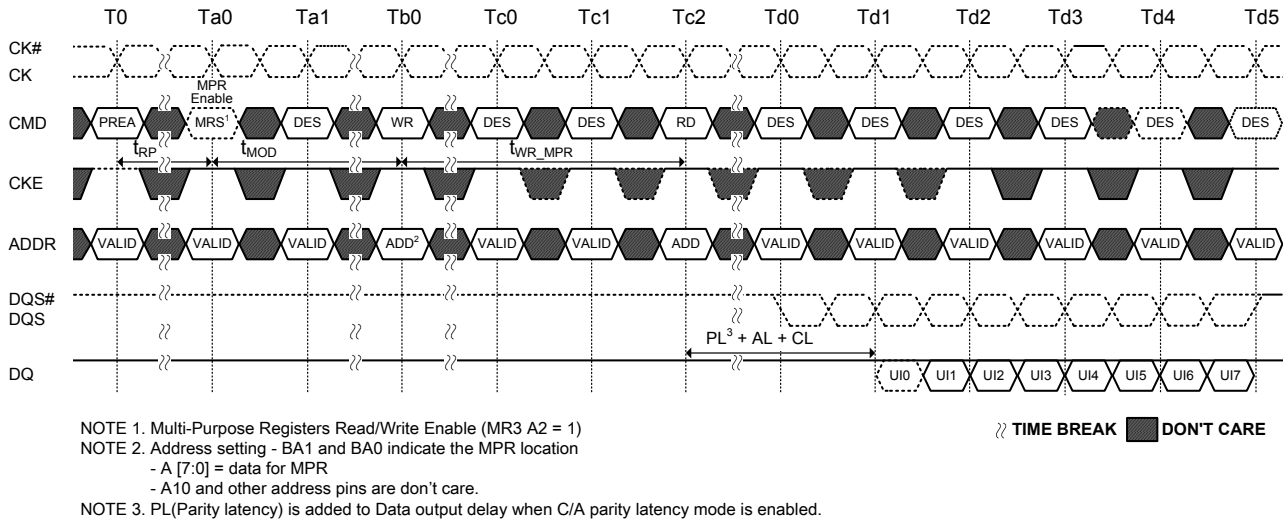 T0 Ta0 Ta1 Tb0 Tc0 Tc1 Tc2 Td0 Td1 Td2 Td3 Td4 Td5
CK#
CK
MPR
Enable
CMD PREA MRS¹ DES WR DES DES RD DES DES DES DES DES DES
tRP tMOD tWR_MPR
CKE
ADDR VALID VALID VALID ADD² VALID VALID ADD VALID VALID VALID VALID VALID VALID
DQS#
DQS
PL³ + AL + CL
DQ UI0 UI1 UI2 UI3 UI4 UI5 UI6 UI7
NOTE 1. Multi-Purpose Registers Read/Write Enable (MR3 A2 = 1)
TIME BREAK DON'T CARE
NOTE 2. Address setting - BA1 and BA0 indicate the MPR location
- A [7:0] = data for MPR
- A10 and other address pins are don't care.
NOTE 3. PL(Parity latency) is added to Data output delay when C/A parity latency mode is enabled.